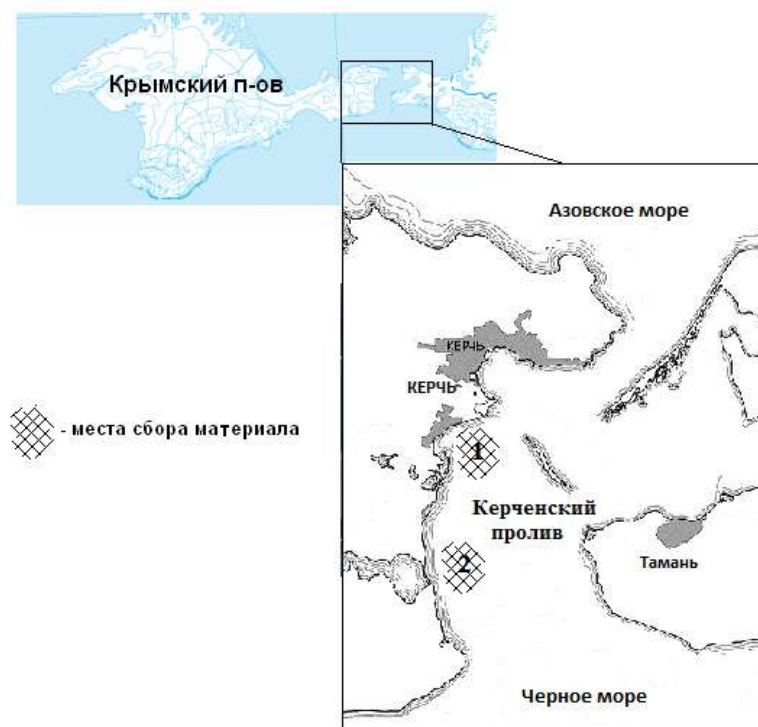 Крымский п-ов
Азовское море
КЕРЧЬ
КЕРЧЬ
- места сбора материала
1
Керченский
пролив
2
Тамань
Черное море